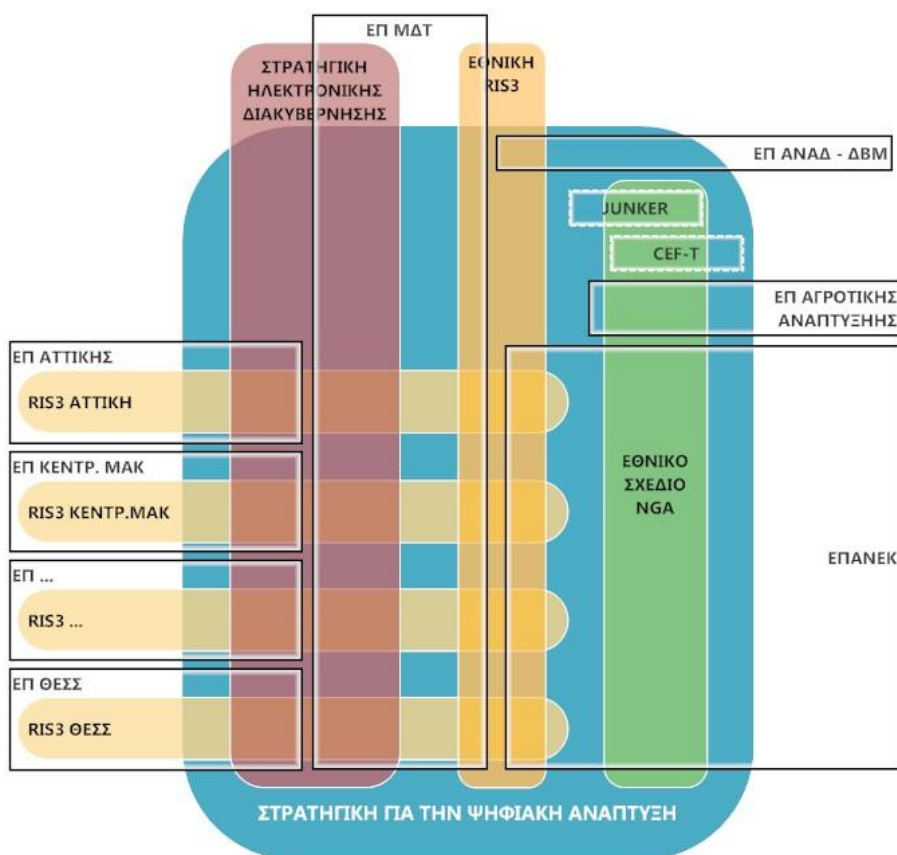 ΕΠ ΜΔΤ
ΣΤΡΑΤΗΓΙΚΗ
ΗΛΕΚΤΡΟΝΙΚΗΣ
ΔΙΑΚΥΒΕΡΝΗΣΗΣ
ΕΘΝΙΚΗ
RIS3
ΕΠ ΑΝΑΔ - ΔΒΜ
JUNKER
CEF-T
ΕΠ ΑΓΡΟΤΙΚΗΣ
ΑΝΑΠΤΥΞΗΗΣ
ΕΠ ΑΤΤΙΚΗΣ
RIS3 ΑΤΤΙΚΗ
ΕΠ ΚΕΝΤΡ. ΜΑΚ
RIS3 ΚΕΝΤΡ.ΜΑΚ
ΕΘΝΙΚΟ
ΣΧΕΔΙΟ
NGA
ΕΠΑΝΕΚ
ΕΠ ...
RIS3 ...
ΕΠ ΘΕΣΣ
RIS3 ΘΕΣΣ
ΣΤΡΑΤΗΓΙΚΗ ΓΙΑ ΤΗΝ ΨΗΦΙΑΚΗ ΑΝΑΠΤΥΞΗ